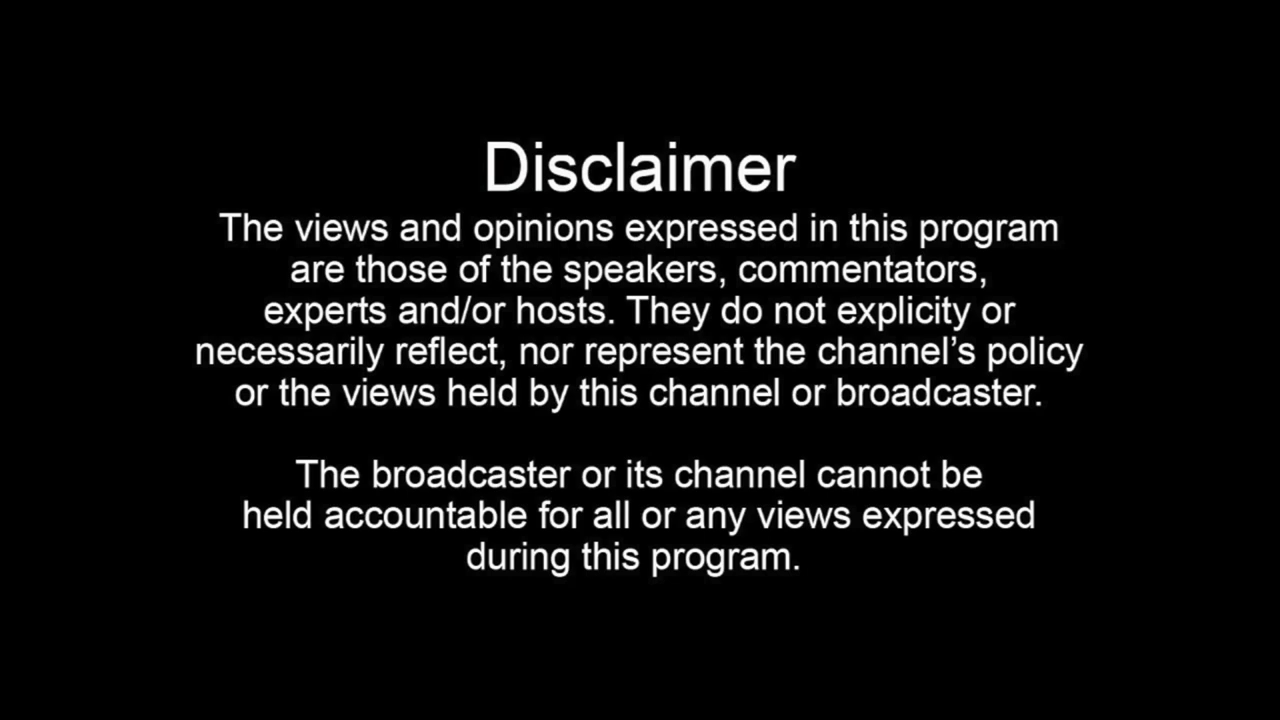 Disclaimer
The views and opinions expressed in this program
are those of the speakers, commentators,
experts and/or hosts. They do not explicity or
necessarily reflect, nor represent the channel's policy
or the views held by this channel or broadcaster.
The broadcaster or its channel cannot be
held accountable for all or any views expressed
during this program.